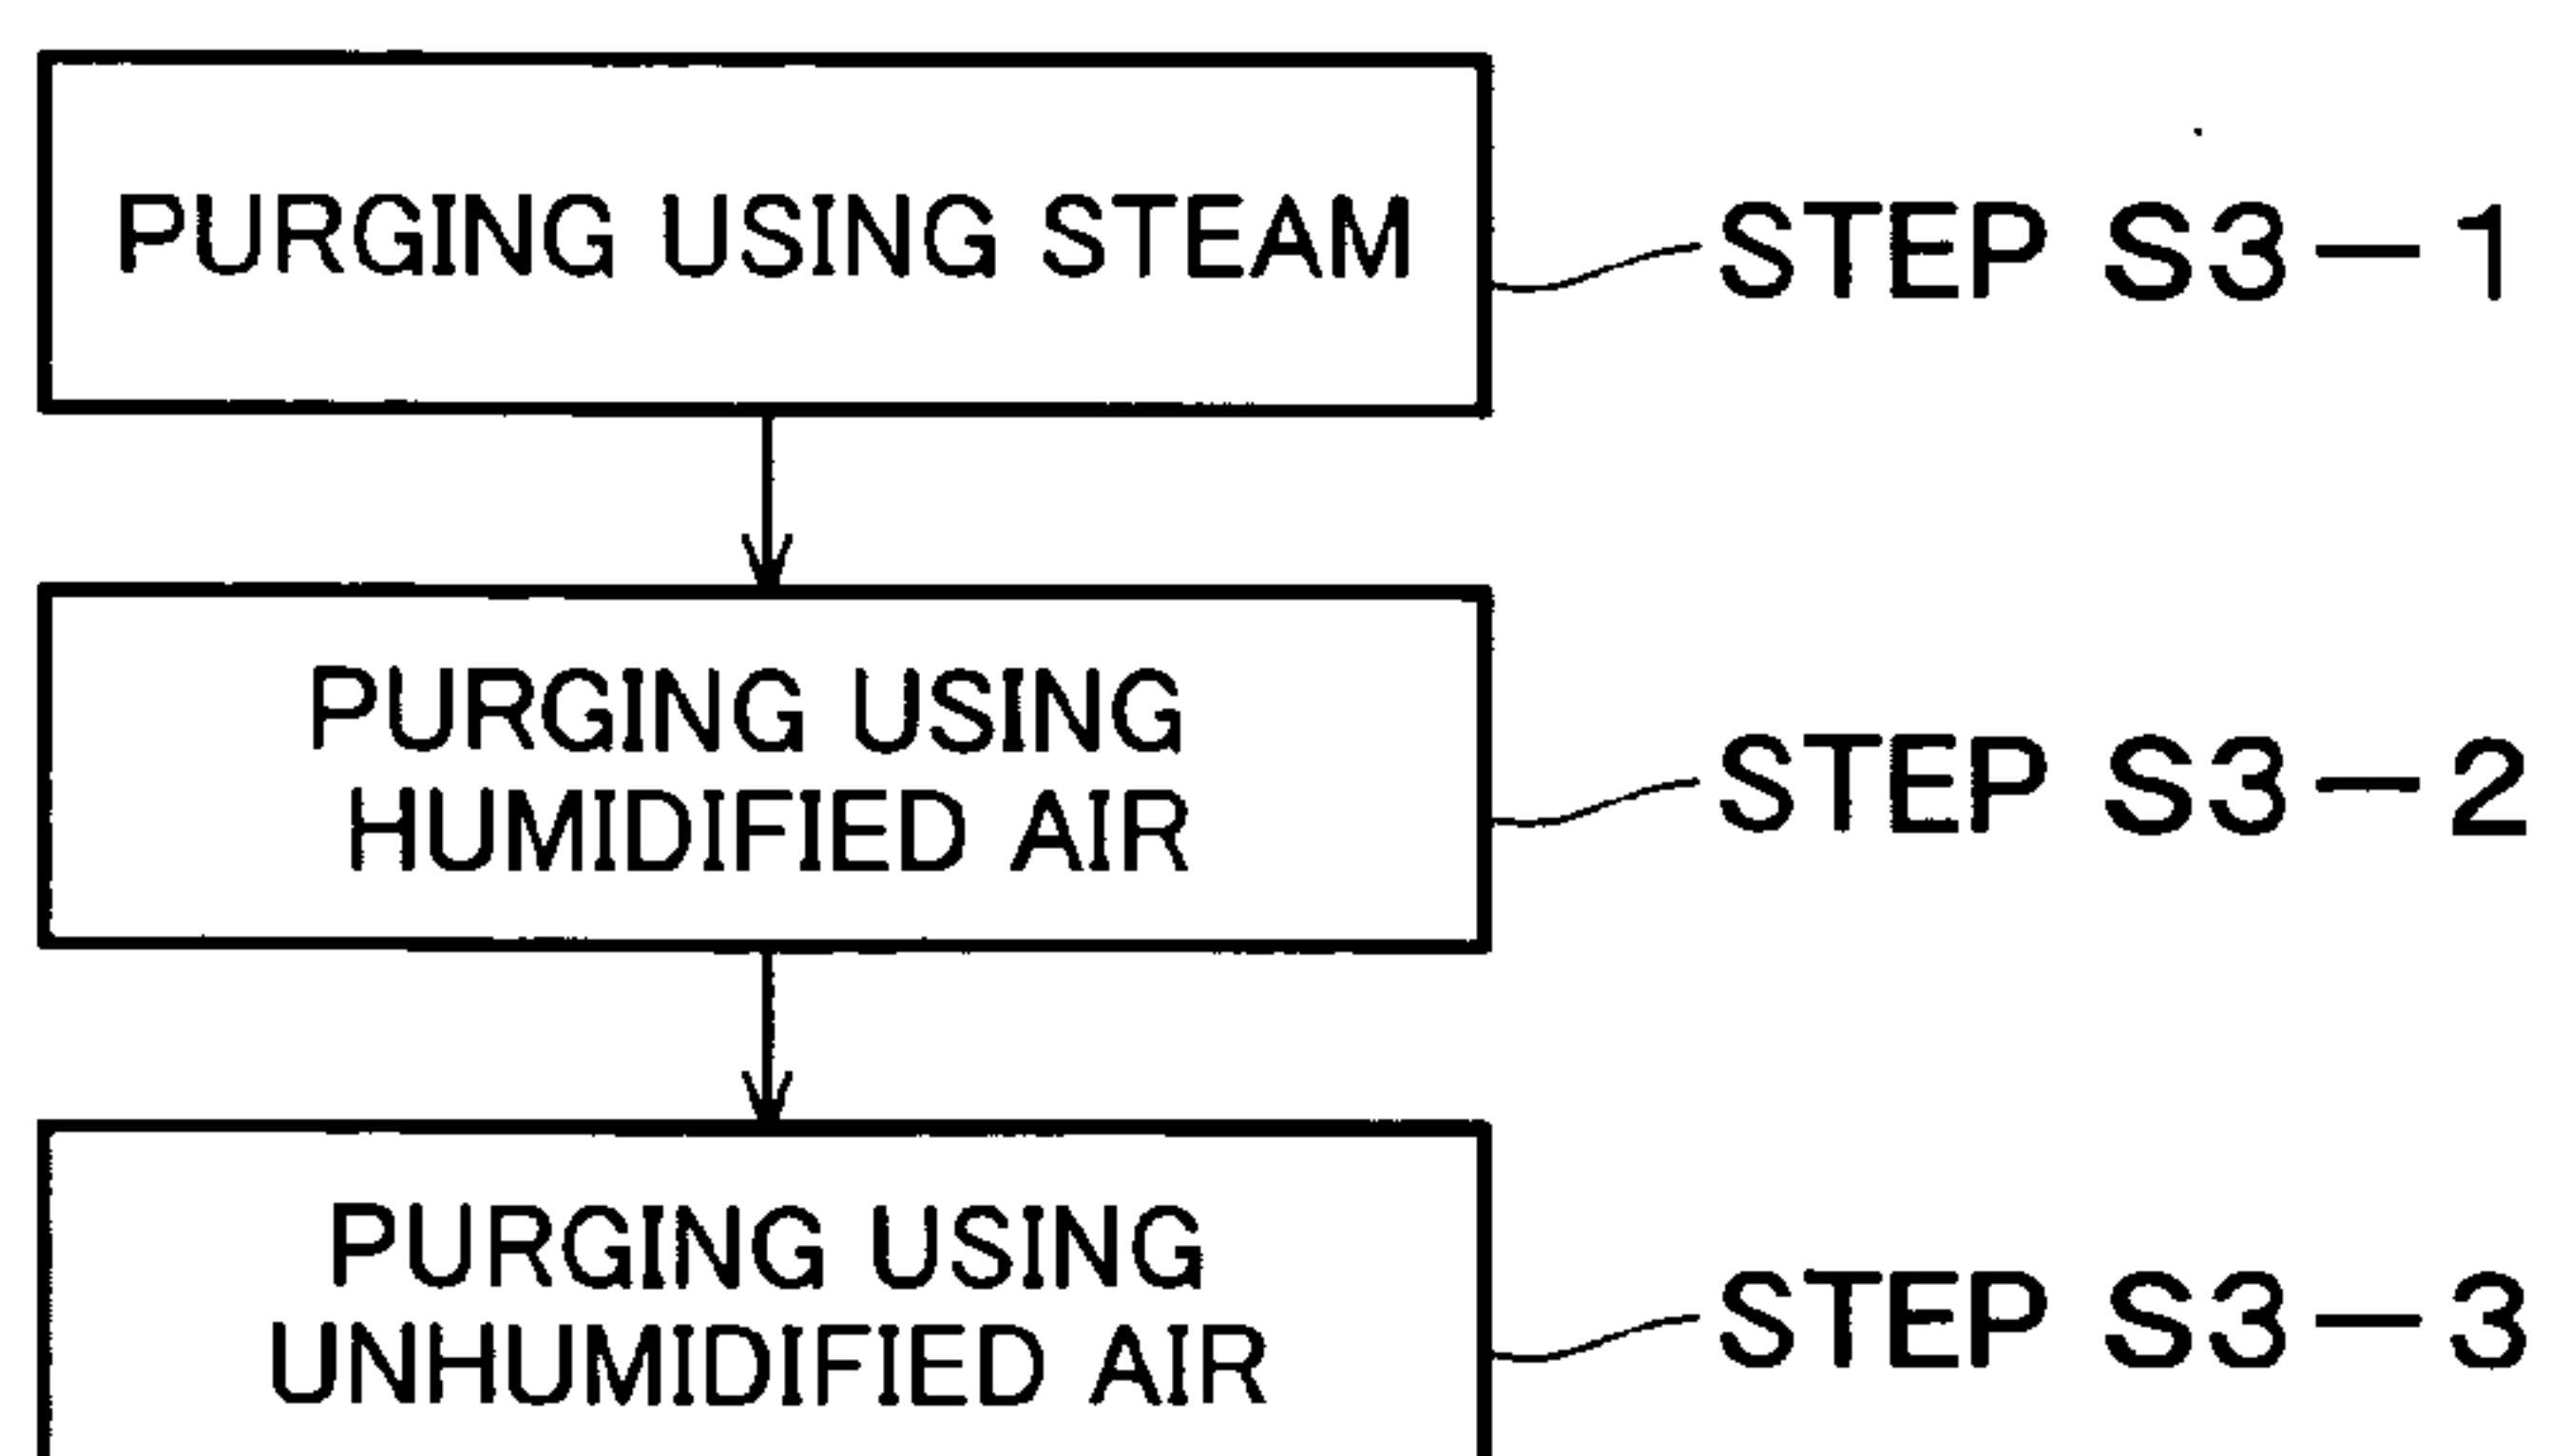 PURGING USING STEAM
STEP S3-1
PURGING USING
HUMIDIFIED AIR
STEP S3-2
PURGING USING
UNHUMIDIFIED AIR
STEP S3-3